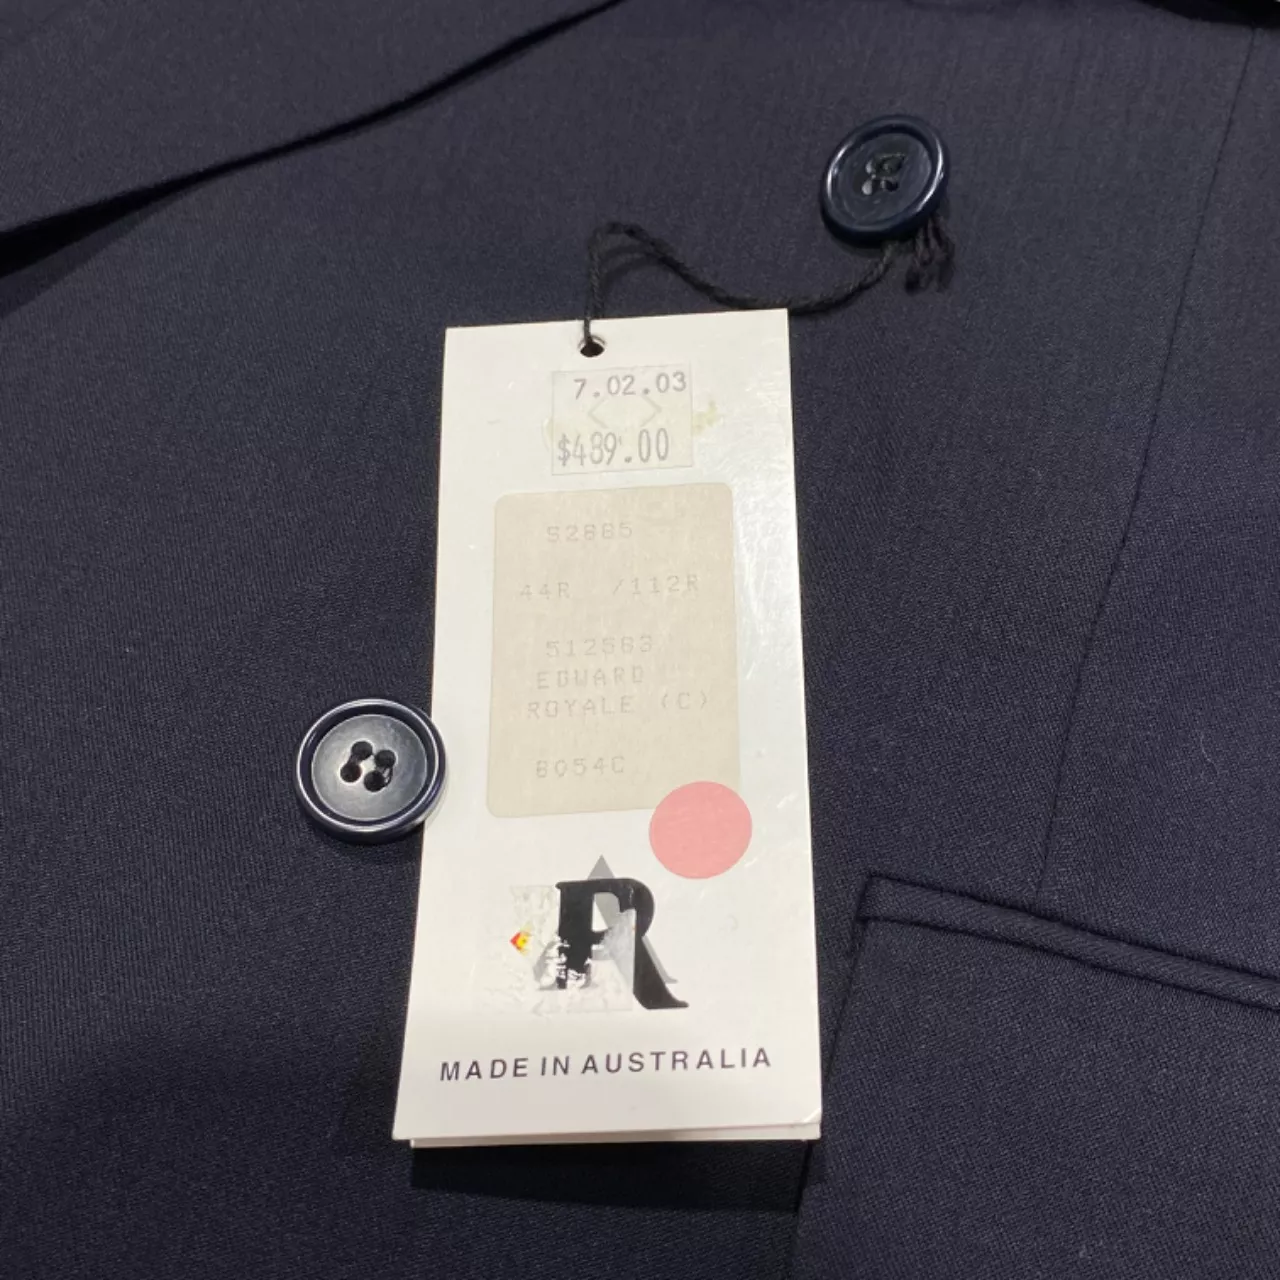 7.02.03
$489.00
52885
44R /112R
512583
EDWARD
ROYALE (C)
8054C
R
MADE IN AUSTRALIA